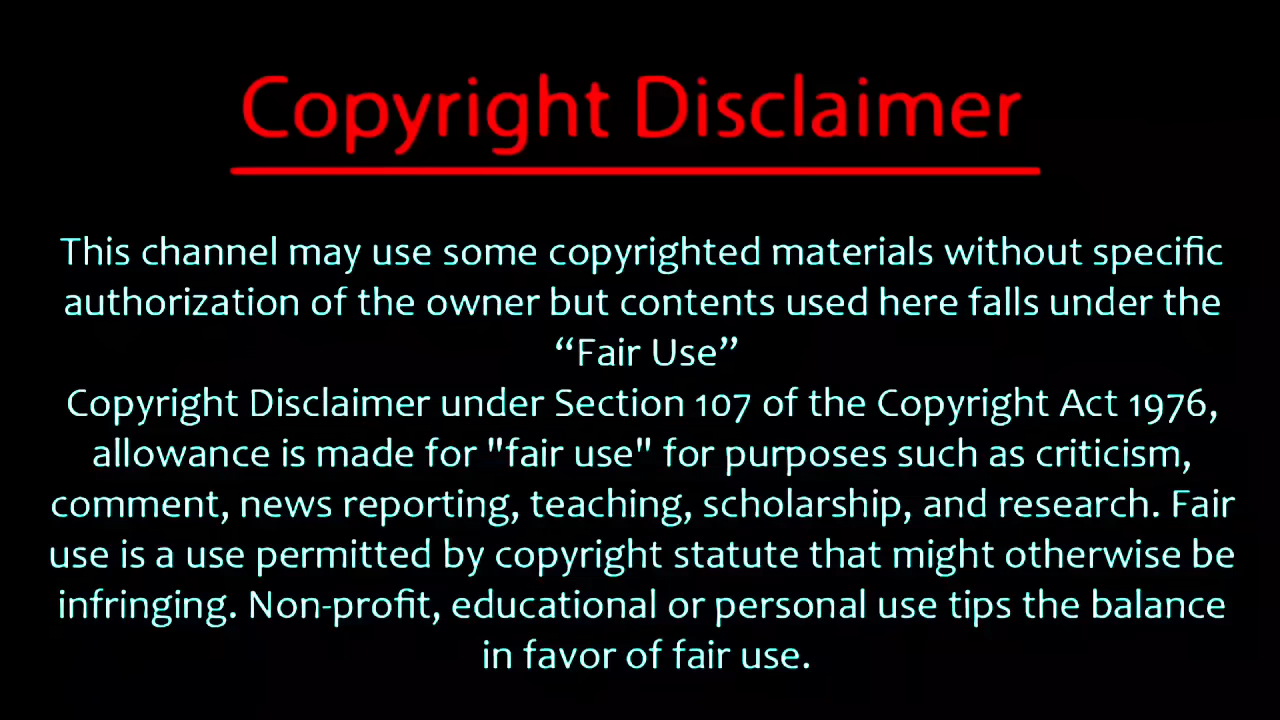 Copyright Disclaimer
This channel may use some copyrighted materials without specific
authorization of the owner but contents used here falls under the
“Fair Use”
Copyright Disclaimer under Section 107 of the Copyright Act 1976,
allowance is made for "fair use" for purposes such as criticism,
comment, news reporting, teaching, scholarship, and research. Fair
use is a use permitted by copyright statute that might otherwise be
infringing. Non-profit, educational or personal use tips the balance
in favor of fair use.